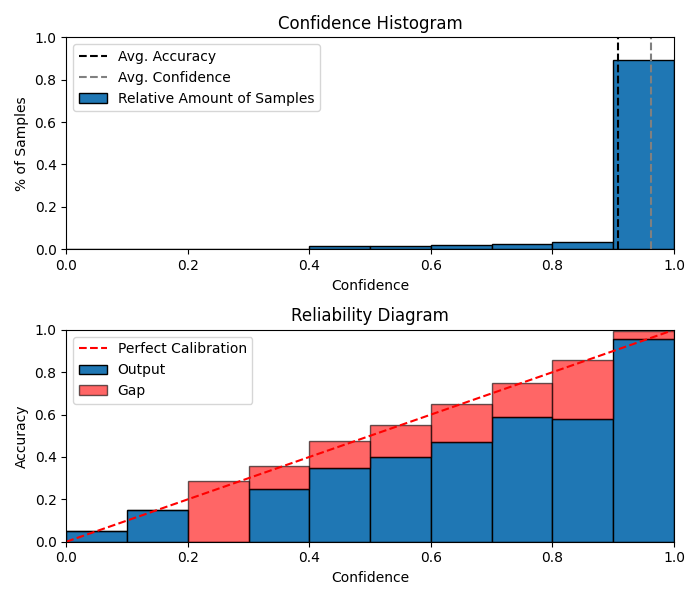 Confidence Histogram
1.0
0.8
0.6
0.4
0.2
0.0
% of Samples
Avg. Accuracy
Avg. Confidence
Relative Amount of Samples
0.0 0.2 0.4 0.6 0.8 1.0
Confidence
Reliability Diagram
1.0
0.8
0.6
0.4
0.2
0.0
Accuracy
Perfect Calibration
Output
Gap
0.0 0.2 0.4 0.6 0.8 1.0
Confidence